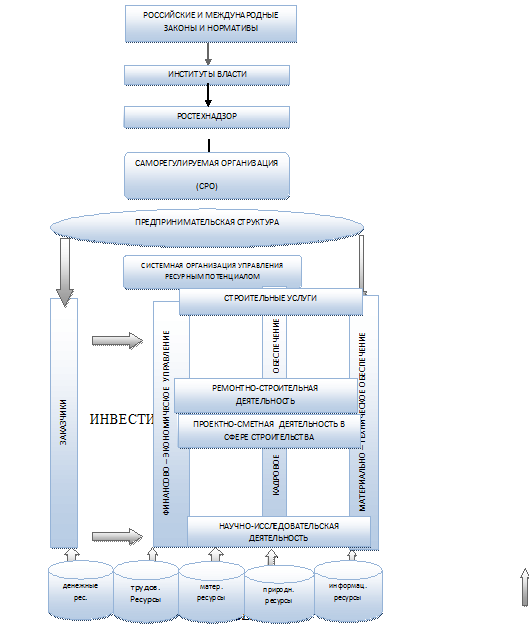 РОССИЙСКИЕ И МЕЖДУНАРОДНЫЕ
ЗАКОНЫ И НОРМАТИВЫ
ИНСТИТУТЫ ВЛАСТИ
РОСТЕХНАДЗОР
САМОРЕГУЛИРУЕМАЯ ОРГАНИЗАЦИЯ
(СРО)
ПРЕДПРИНИМАТЕЛЬСКАЯ СТРУКТУРА
СИСТЕМНАЯ ОРГАНИЗАЦИЯ УПРАВЛЕНИЯ
РЕСУРСНЫМ ПОТЕНЦИАЛОМ
СТРОИТЕЛЬНЫЕ УСЛУГИ
ЗАКАЗЧИКИ
ИНВЕСТИ
ФИНАНСОВО – ЭКОНОМИЧЕСКОЕ УПРАВЛЕНИЕ
КАДРОВОЕ ОБЕСПЕЧЕНИЕ
МАТЕРИАЛЬНО – ТЕХНИЧЕСКОЕ ОБЕСПЕЧЕНИЕ
РЕМОНТНО-СТРОИТЕЛЬНАЯ
ДЕЯТЕЛЬНОСТЬ
ПРОЕКТНО-СМЕТНАЯ ДЕЯТЕЛЬНОСТЬ В
СФЕРЕ СТРОИТЕЛЬСТВА
НАУЧНО-ИССЛЕДОВАТЕЛЬСКАЯ
ДЕЯТЕЛЬНОСТЬ
денежные
рес.
трудов.
Ресурсы
матер.
ресурсы
природн.
ресурсы
информац.
ресурсы